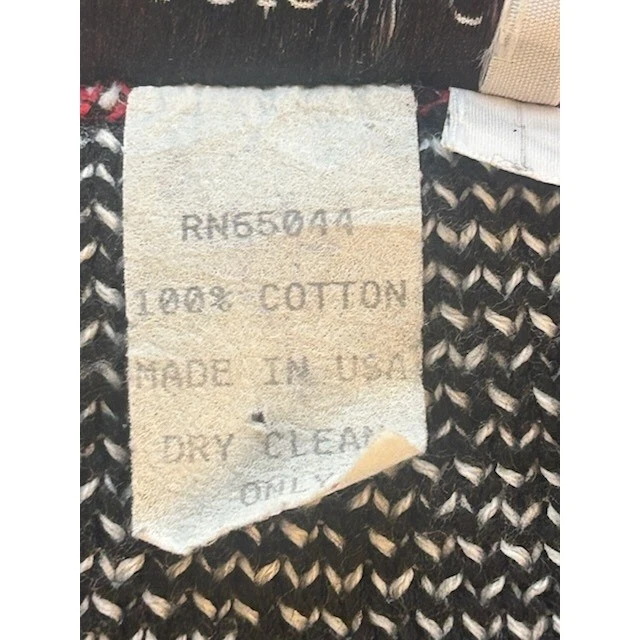 RN65044
100% COTTON
MADE IN USA
DRY CLEAN
ONLY